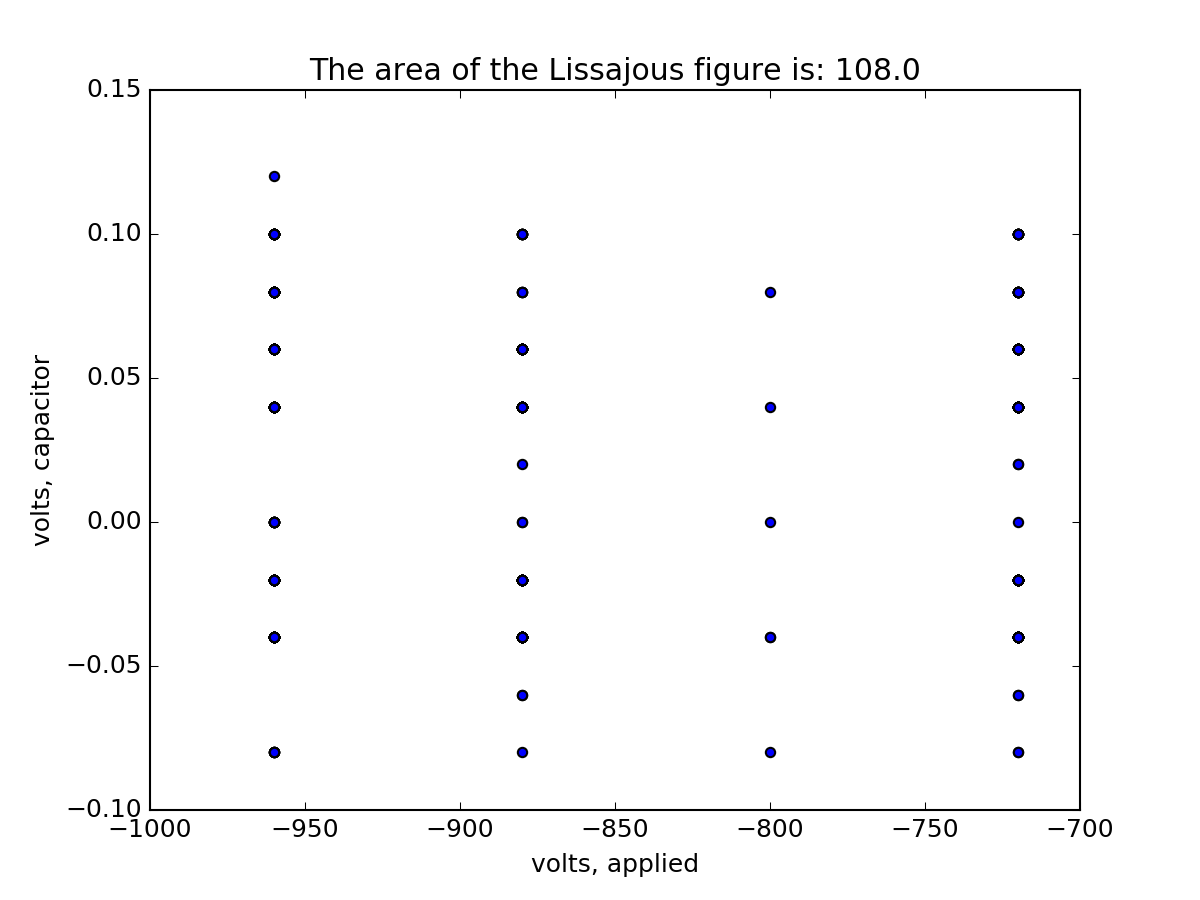 The area of the Lissajous figure is: 108.0
0.15
0.10
0.05
0.00
−0.05
−0.10
volts, capacitor
−1000 −950 −900 −850 −800 −750 −700
volts, applied